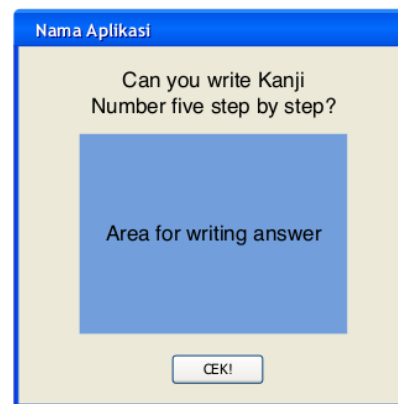 Nama Aplikasi
Can you write Kanji
Number five step by step?
Area for writing answer
CEK!